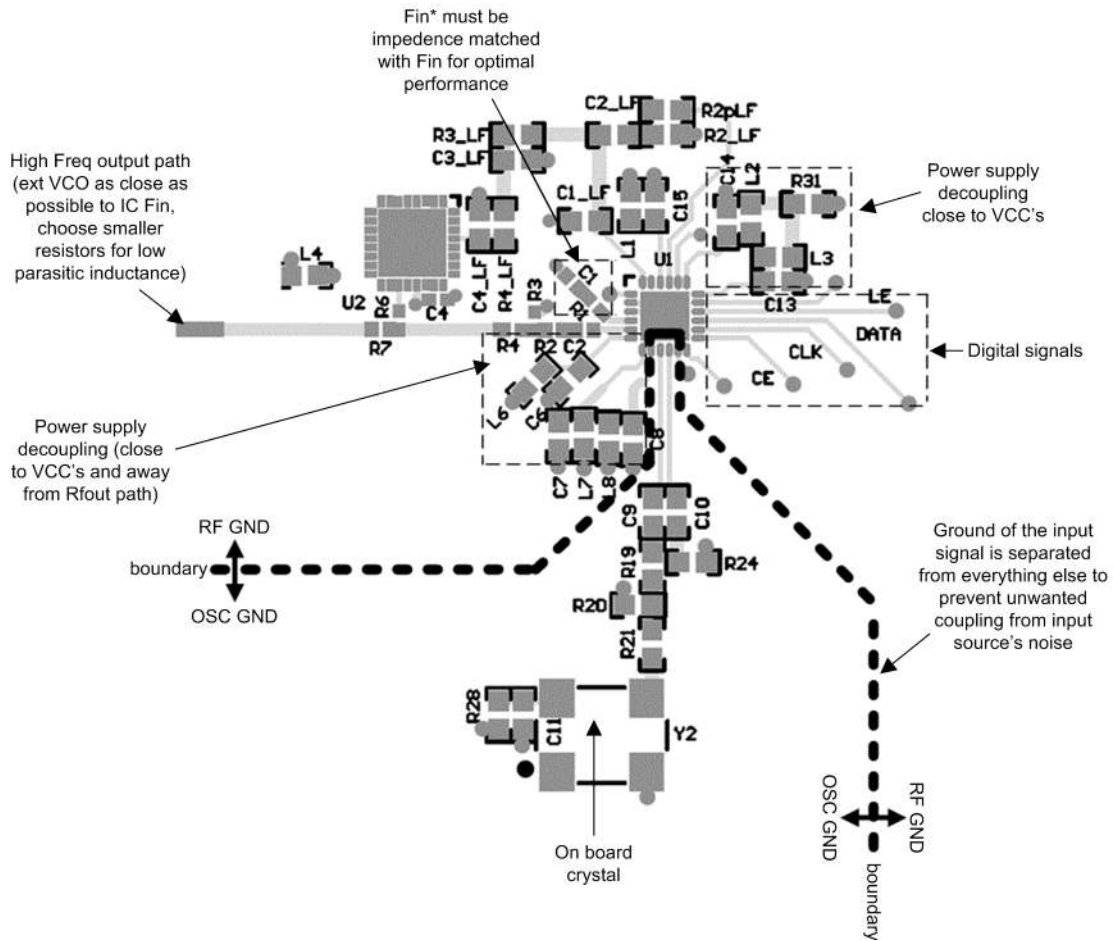 Fin* must be
impedence matched
with Fin for optimal
performance
C2_LF
R2pLF
R3_LF
R2_LF
C3_LF
High Freq output path
(ext VCO as close as
possible to IC Fin,
choose smaller
resistors for low
parasitic inductance)
C14
L2
R31
Power supply
decoupling
close to VCC's
C1_LF
C15
L1
U1
L4
C4_LF
R4_LF
C1
L3
U2
R6
C4
R3
C13
LE
DATA
R7
R4
R2
C2
CLK
Digital signals
CE
L6
C6
Power supply
decoupling (close
to VCC's and away
from Rfout path)
C7
L7
L8
C8
C9
C10
RF GND
boundary
OSC GND
R19
R24
R20
R21
Ground of the input
signal is separated
from everything else to
prevent unwanted
coupling from input
source's noise
R28
C11
Y2
On board
crystal
OSC GND
RF GND
boundary